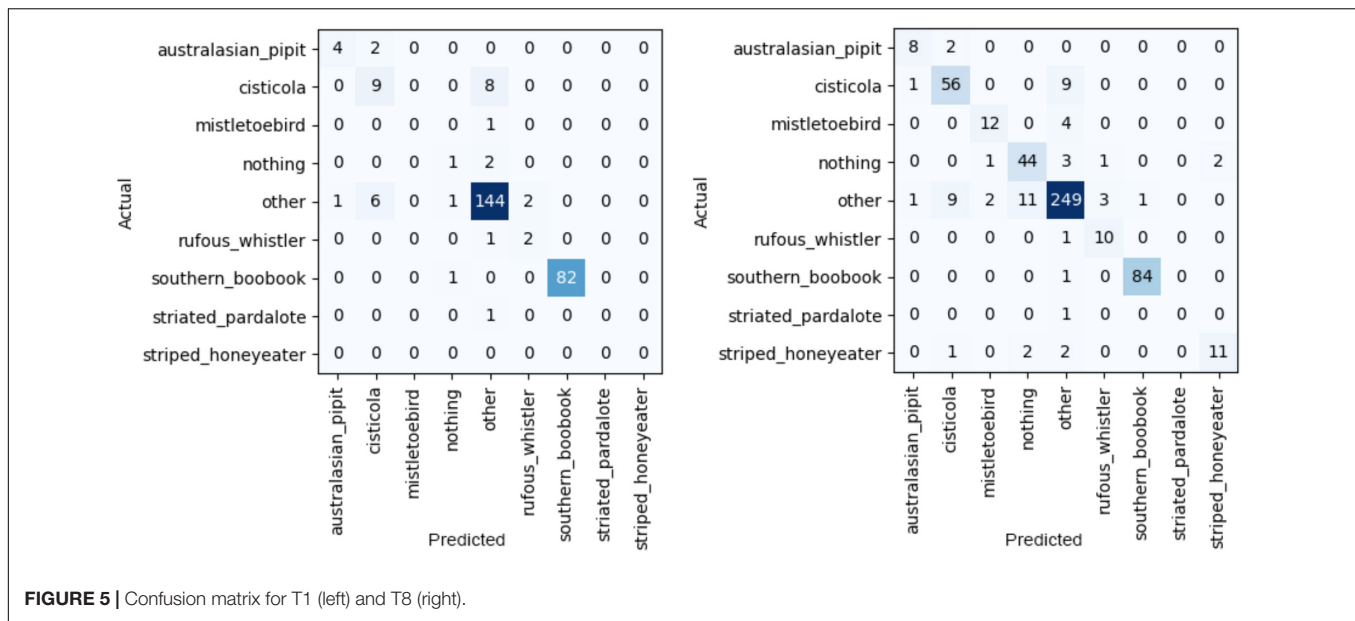 australasian_pipit 4 2 0 0 0 0 0 0 0
cisticola 0 9 0 0 8 0 0 0 0
mistletoebird 0 0 0 0 1 0 0 0 0
nothing 0 0 0 1 2 0 0 0 0
other 1 6 0 1 144 2 0 0 0
rufous_whistler 0 0 0 0 1 2 0 0 0
southern_boobook 0 0 0 1 0 0 82 0 0
striated_pardalote 0 0 0 0 1 0 0 0 0
striped_honeyeater 0 0 0 0 0 0 0 0 0
Actual
australasian_pipit
cisticola
mistletoebird
nothing
other
rufous_whistler
southern_boobook
striated_pardalote
striped_honeyeater
Predicted
australasian_pipit 8 2 0 0 0 0 0 0 0
cisticola 1 56 0 0 9 0 0 0 0
mistletoebird 0 0 12 0 4 0 0 0 0
nothing 0 0 1 44 3 1 0 0 2
other 1 9 2 11 249 3 1 0 0
rufous_whistler 0 0 0 0 1 10 0 0 0
southern_boobook 0 0 0 0 1 0 84 0 0
striated_pardalote 0 0 0 0 1 0 0 0 0
striped_honeyeater 0 1 0 2 2 0 0 0 11
Actual
australasian_pipit
cisticola
mistletoebird
nothing
other
rufous_whistler
southern_boobook
striated_pardalote
striped_honeyeater
Predicted
FIGURE 5 | Confusion matrix for T1 (left) and T8 (right).